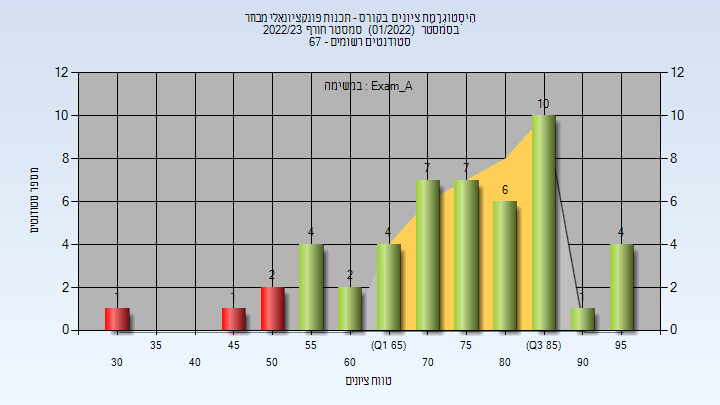 היסטוגרמת ציונים בקורס - תכנות פונקציונאלי מבחר
בסמסטר (01/2022) סמסטר חורף 2022/23
סטודנטים רשומים - 67
במשימה : Exam_A
מספר סטודנטים
12 12
10 10
8 8
6 6
4 4
2 2
0 0
1 1 2 4 2 4 7 7 6 10 1 4
35 45 55 (Q1 65) 75 (Q3 85) 95
30 40 50 60 70 80 90
טווח ציונים